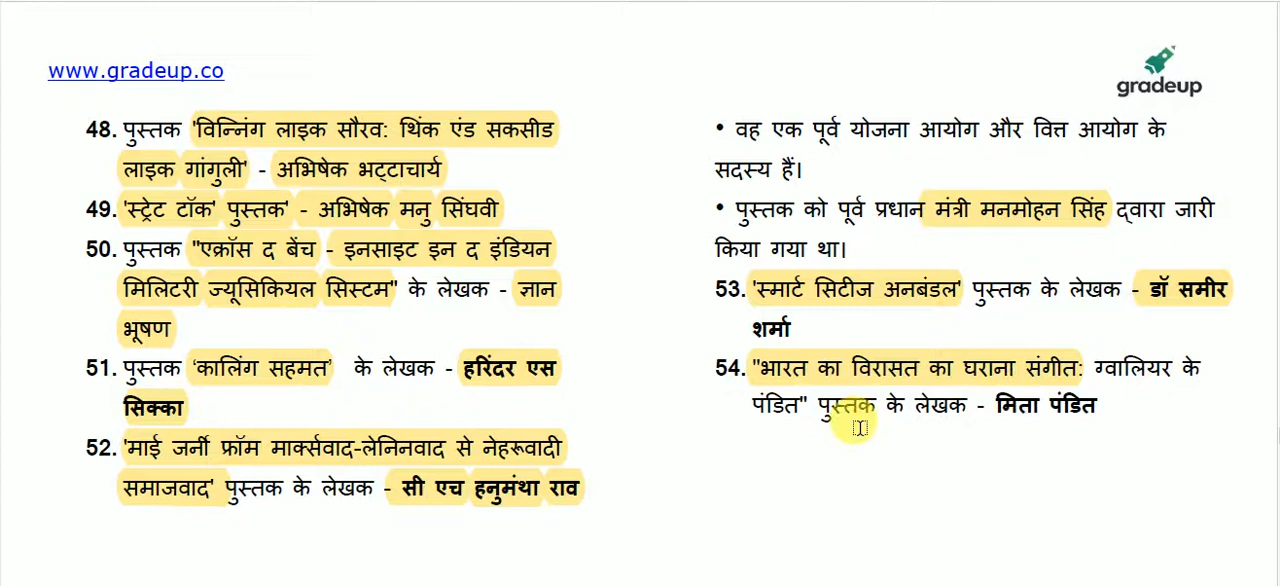 www.gradeup.co
gradeup
48. पुस्तक 'विन्निंग लाइक सौरव: थिंक एंड सकसीड
लाइक गांगुली' - अभिषेक भट्टाचार्य
49. 'स्ट्रेट टॉक' पुस्तक' - अभिषेक मनु सिंघवी
50. पुस्तक "एक्रॉस द बेंच - इनसाइट इन द इंडियन
मिलिटरी ज्यूसिकियल सिस्टम" के लेखक - ज्ञान
भूषण
51. पुस्तक 'कालिंग सहमत' के लेखक - हरिंदर एस
सिक्का
52. 'माई जर्नी फ्रॉम मार्क्सवाद-लेनिनवाद से नेहरूवादी
समाजवाद' पुस्तक के लेखक - सी एच हनुमंथा राव
• वह एक पूर्व योजना आयोग और वित्त आयोग के
सदस्य हैं।
• पुस्तक को पूर्व प्रधान मंत्री मनमोहन सिंह द्वारा जारी
किया गया था।
53. 'स्मार्ट सिटीज अनबंडल' पुस्तक के लेखक - डॉ समीर
शर्मा
54. "भारत का विरासत का घराना संगीत: ग्वालियर के
पंडित" पुस्तक के लेखक - मिता पंडित